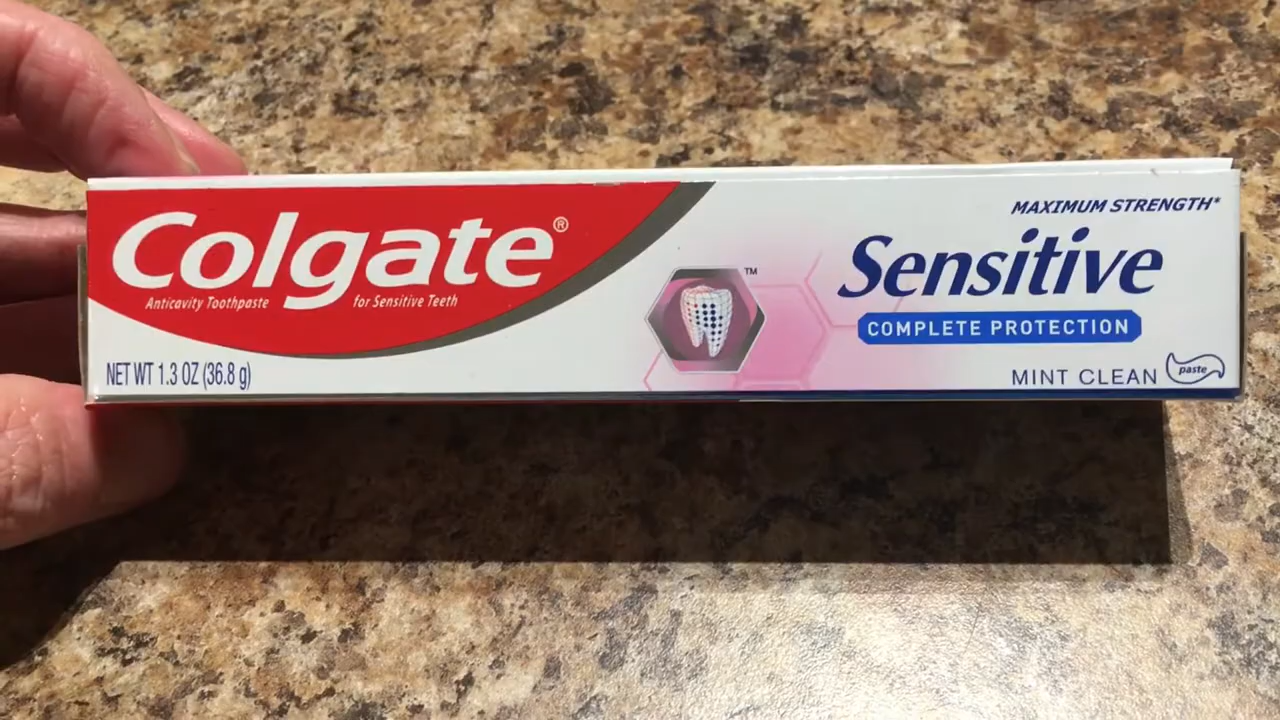 Colgate®
Anticavity Toothpaste for Sensitive Teeth
NET WT 1.3 OZ (36.8 g)
TM
MAXIMUM STRENGTH*
Sensitive
COMPLETE PROTECTION
MINT CLEAN paste